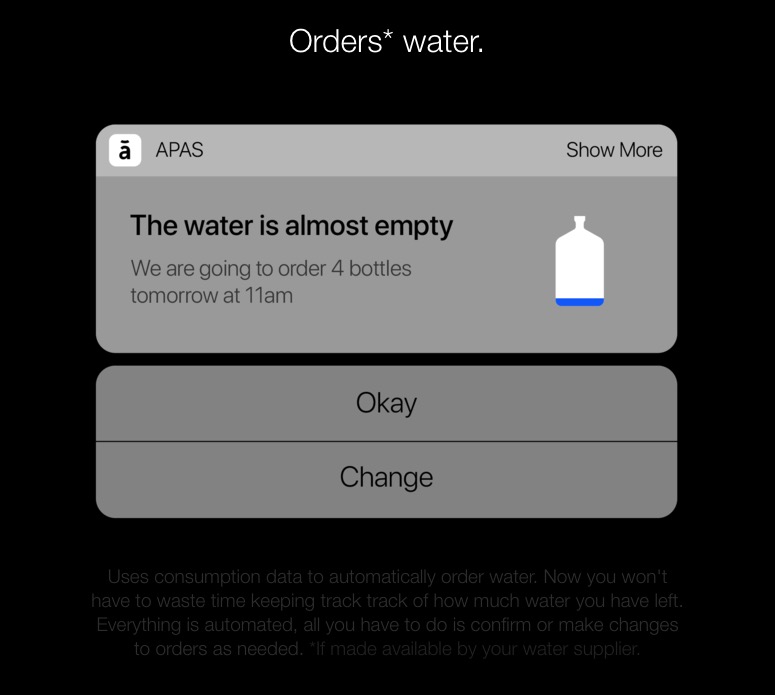 Orders* water.
ā APAS Show More
The water is almost empty
We are going to order 4 bottles
tomorrow at 11am
Okay
Change
Uses consumption data to automatically order water. Now you won't
have to waste time keeping track track of how much water you have left.
Everything is automated, all you have to do is confirm or make changes
to orders as needed. *If made available by your water supplier.